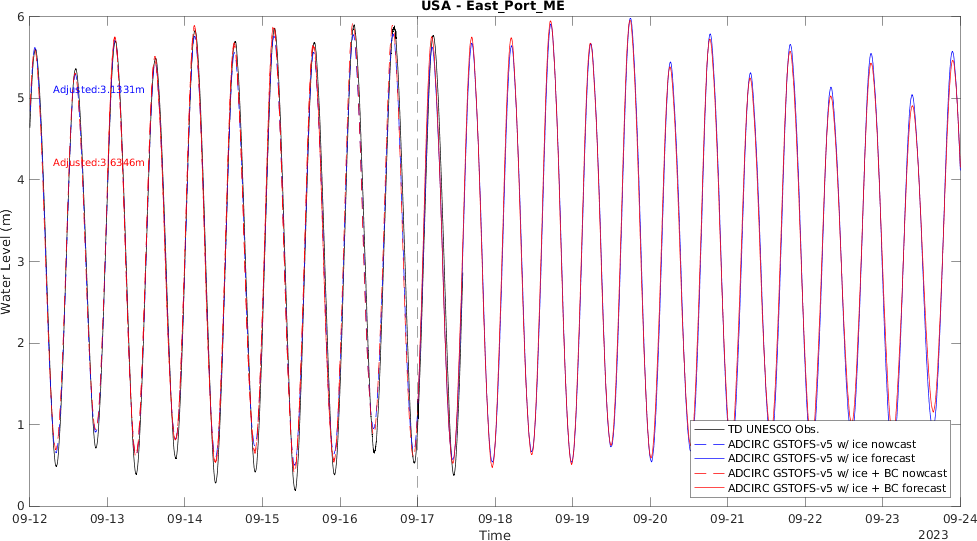 USA - East_Port_ME
6
5
4
3
2
1
0
Water Level (m)
Adjusted:3.1331m
Adjusted:3.6346m
TD UNESCO Obs.
ADCIRC GSTOFS-v5 w/ ice nowcast
ADCIRC GSTOFS-v5 w/ ice forecast
ADCIRC GSTOFS-v5 w/ ice + BC nowcast
ADCIRC GSTOFS-v5 w/ ice + BC forecast
09-12 09-13 09-14 09-15 09-16 09-17 09-18 09-19 09-20 09-21 09-22 09-23 09-24
Time
2023